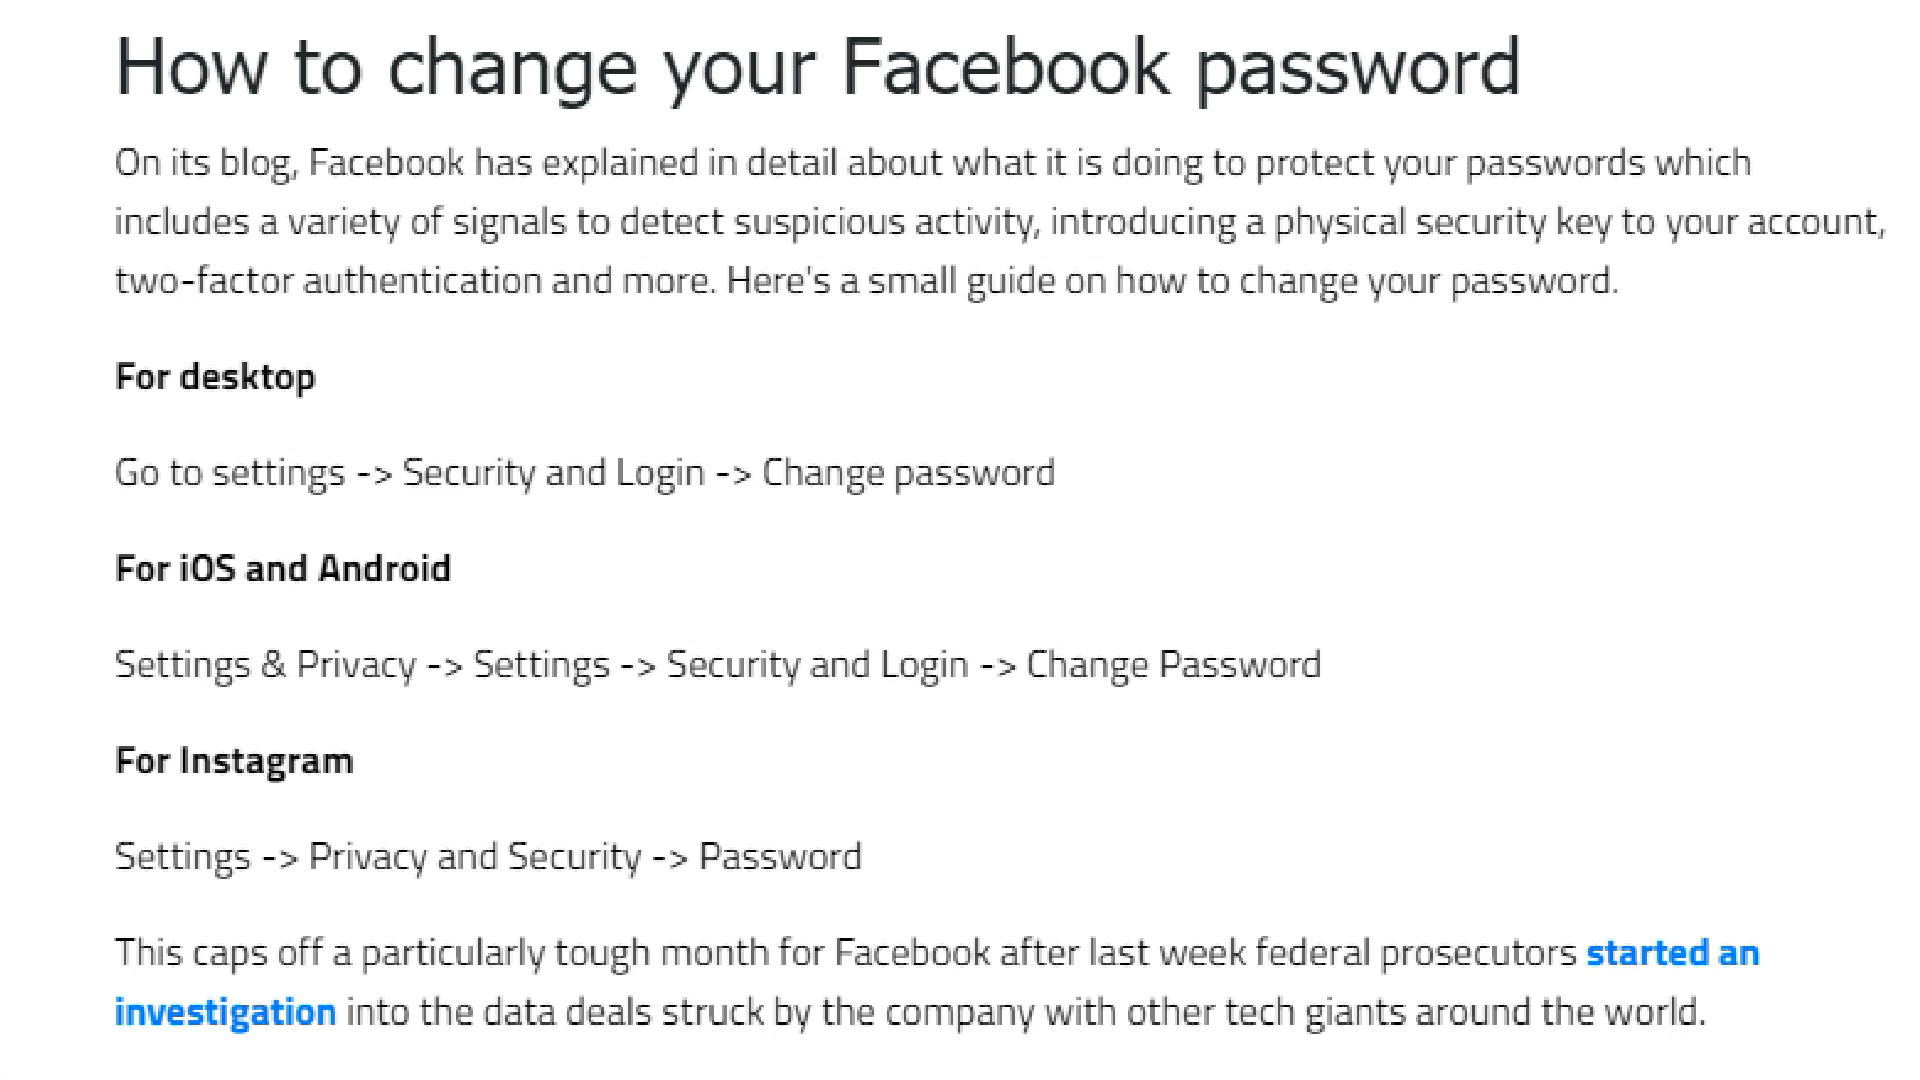 How to change your Facebook password
On its blog, Facebook has explained in detail about what it is doing to protect your passwords which
includes a variety of signals to detect suspicious activity, introducing a physical security key to your account,
two-factor authentication and more. Here's a small guide on how to change your password.
For desktop
Go to settings -> Security and Login -> Change password
For iOS and Android
Settings & Privacy -> Settings -> Security and Login -> Change Password
For Instagram
Settings -> Privacy and Security -> Password
This caps off a particularly tough month for Facebook after last week federal prosecutors started an
investigation into the data deals struck by the company with other tech giants around the world.